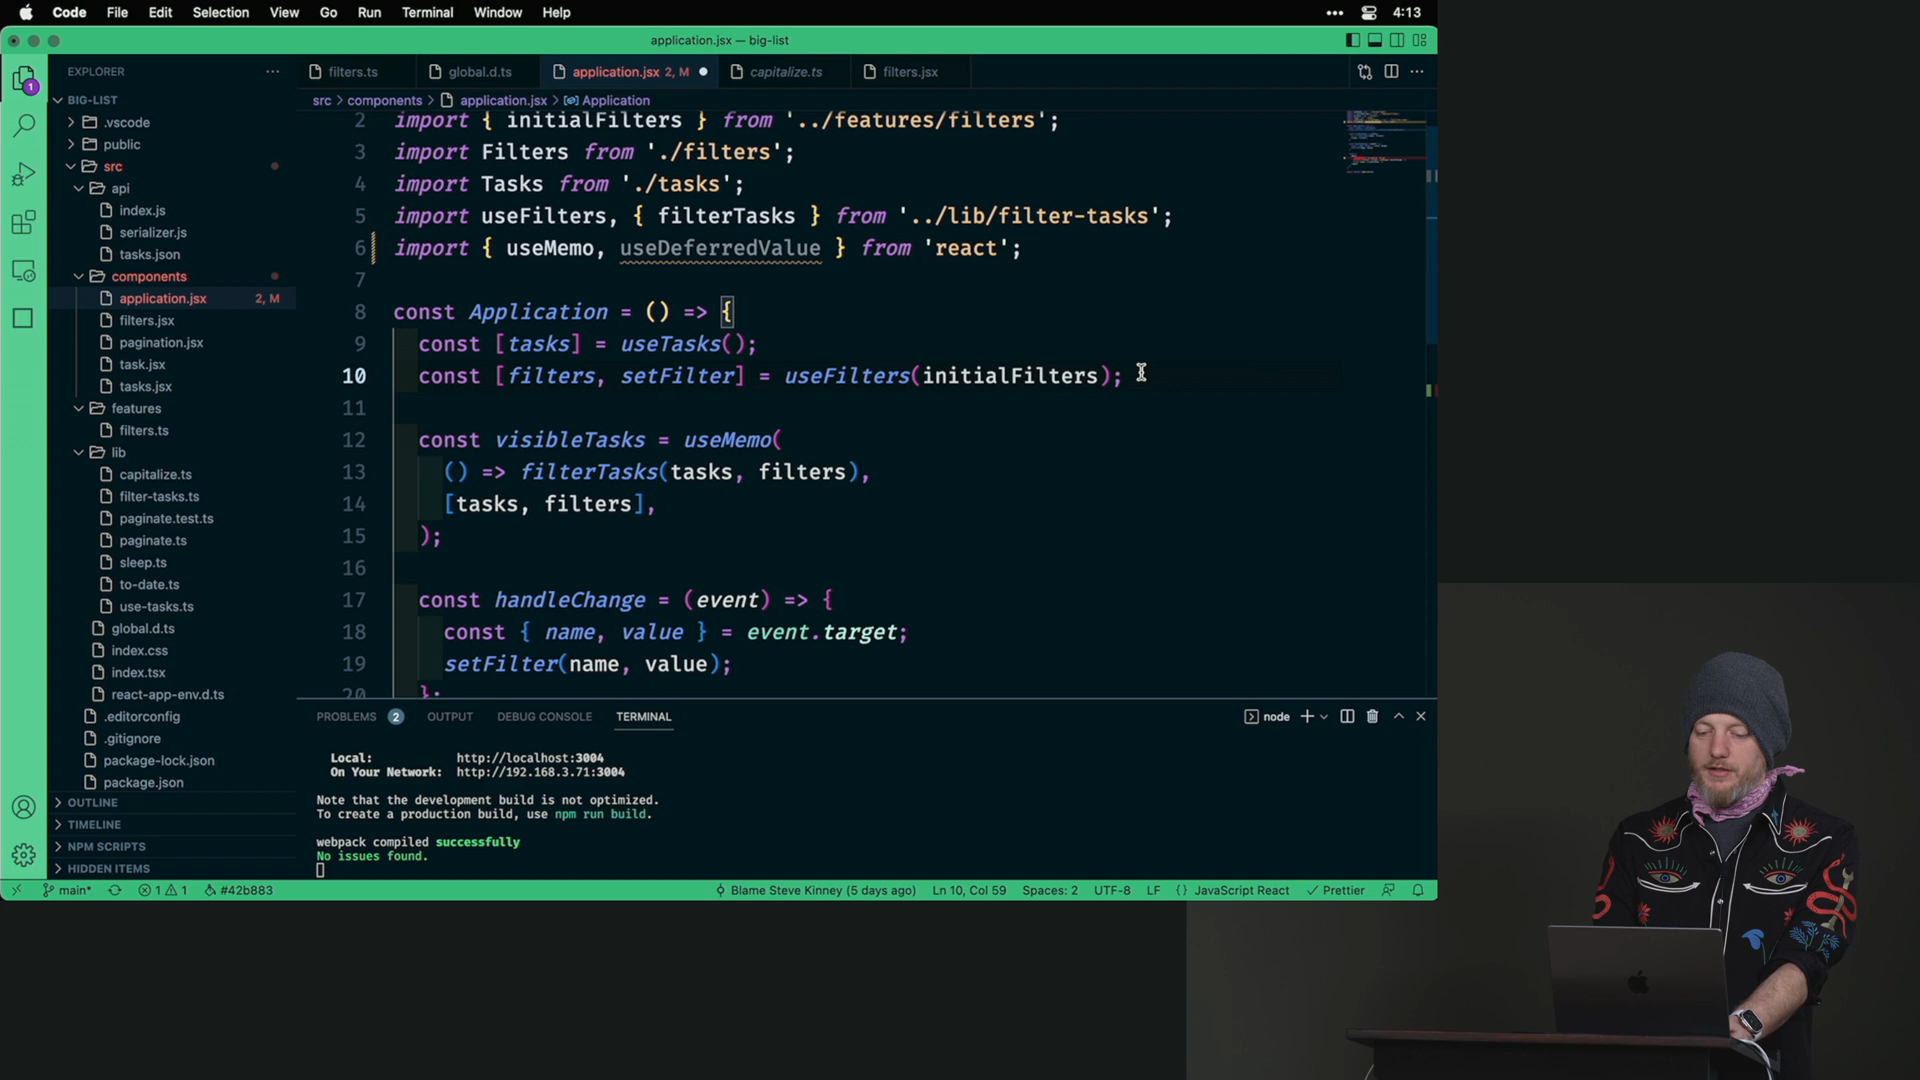 Code File Edit Selection View Go Run Terminal Window Help
4:13
application.jsx — big-list
EXPLORER
filters.ts
global.d.ts
application.jsx 2, M
capitalize.ts
filters.jsx
src > components > application.jsx > Application
BIG-LIST
.vscode
public
src
api
index.js
serializer.js
tasks.json
components
application.jsx 2, M
filters.jsx
pagination.jsx
task.jsx
tasks.jsx
features
filters.ts
lib
capitalize.ts
filter-tasks.ts
paginate.test.ts
paginate.ts
sleep.ts
to-date.ts
use-tasks.ts
global.d.ts
index.css
index.tsx
react-app-env.d.ts
.editorconfig
.gitignore
package-lock.json
package.json
OUTLINE
TIMELINE
NPM SCRIPTS
HIDDEN ITEMS
1
2 import { initialFilters } from '../features/filters';
3 import Filters from './filters';
4 import Tasks from './tasks';
5 import useFilters, { filterTasks } from '../lib/filter-tasks';
6 import { useMemo, useDeferredValue } from 'react';
7
8 const Application = () => {
9 const [tasks] = useTasks();
10 const [filters, setFilter] = useFilters(initialFilters);
11
12 const visibleTasks = useMemo(
13 () => filterTasks(tasks, filters),
14 [tasks, filters],
15 );
16
17 const handleChange = (event) => {
18 const { name, value } = event.target;
19 setFilter(name, value);
20 };
PROBLEMS 2 OUTPUT DEBUG CONSOLE TERMINAL
node
Local: http://localhost:3004
On Your Network: http://192.168.3.71:3004
Note that the development build is not optimized.
To create a production build, use npm run build.
webpack compiled successfully
No issues found.
main* 1 1 #42b883
Blame Steve Kinney (5 days ago) Ln 10, Col 59 Spaces: 2 UTF-8 LF {} JavaScript React Prettier